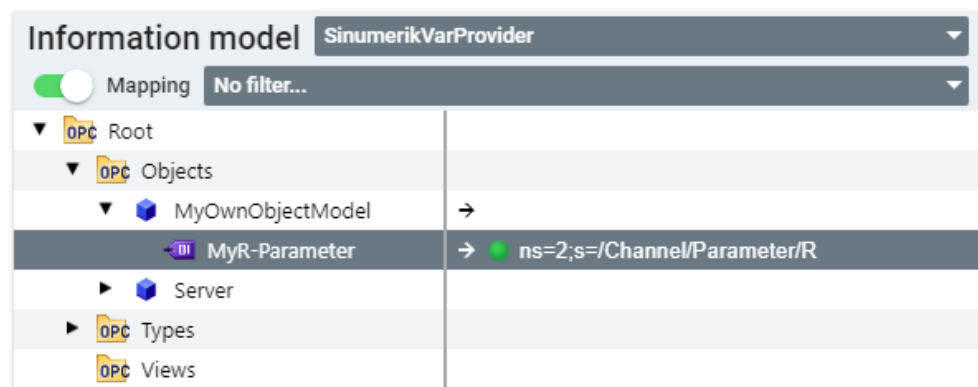 Information model SinumerikVarProvider
Mapping No filter...
OPC Root
OPC Objects
MyOwnObjectModel →
DI MyR-Parameter → ns=2;s=/Channel/Parameter/R
Server
OPC Types
OPC Views